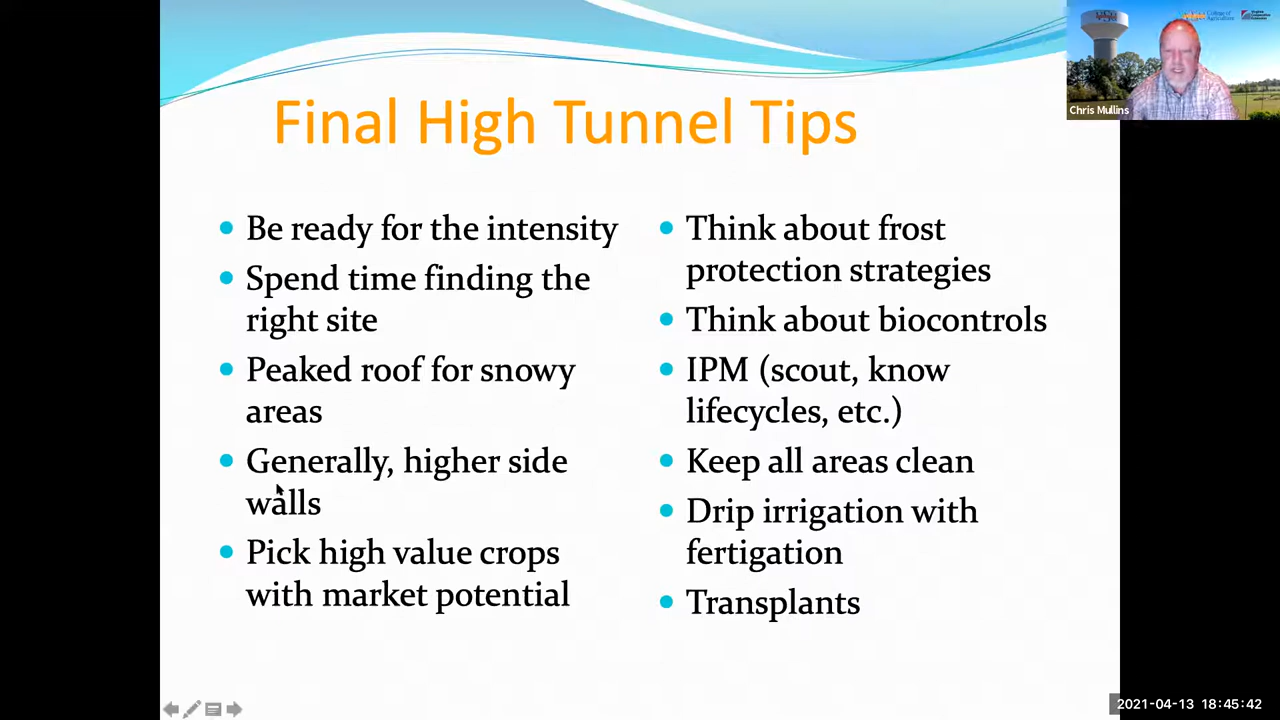 Final High Tunnel Tips
Be ready for the intensity
Spend time finding the
right site
Peaked roof for snowy
areas
Generally, higher side
walls
Pick high value crops
with market potential
Think about frost
protection strategies
Think about biocontrols
IPM (scout, know
lifecycles, etc.)
Keep all areas clean
Drip irrigation with
fertigation
Transplants
Chris Mullins
2021-04-13 18:45:42